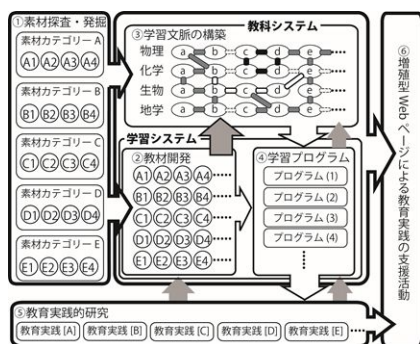 ①素材探査・発掘
素材カテゴリー A
A1 A2 A3 A4
素材カテゴリー B
B1 B2 B3 B4
素材カテゴリー C
C1 C2 C3 C4
素材カテゴリー D
D1 D2 D3 D4
素材カテゴリー E
E1 E2 E3 E4
教科システム
③学習文脈の構築
物理 a b c d e ‥‥
化学 a b c d e ‥‥
生物 a b c d e ‥‥
地学 a b c d e ‥‥
学習システム
②教材開発
A1 A2 A3 A4 ‥‥
B1 B2 B3 B4 ‥‥
C1 C2 C3 C4 ‥‥
D1 D2 D3 D4 ‥‥
E1 E2 E3 E4 ‥‥
④学習プログラム
プログラム (1)
プログラム (2)
プログラム (3)
プログラム (4)
⑤教育実践的研究
教育実践 [A] 教育実践 [B] 教育実践 [C] 教育実践 [D] 教育実践 [E] ‥‥
⑥増殖型 Web ページによる教育実践の支援活動